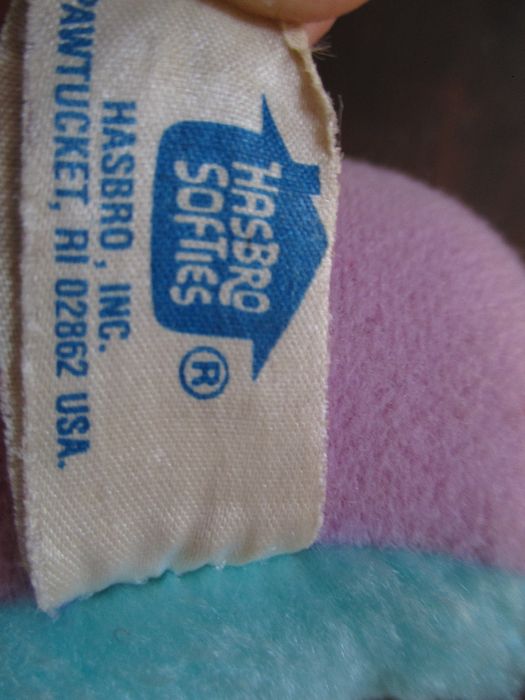 HASBRO
SOFTIES
®
HASBRO, INC.
PAWTUCKET, RI 02862 USA.